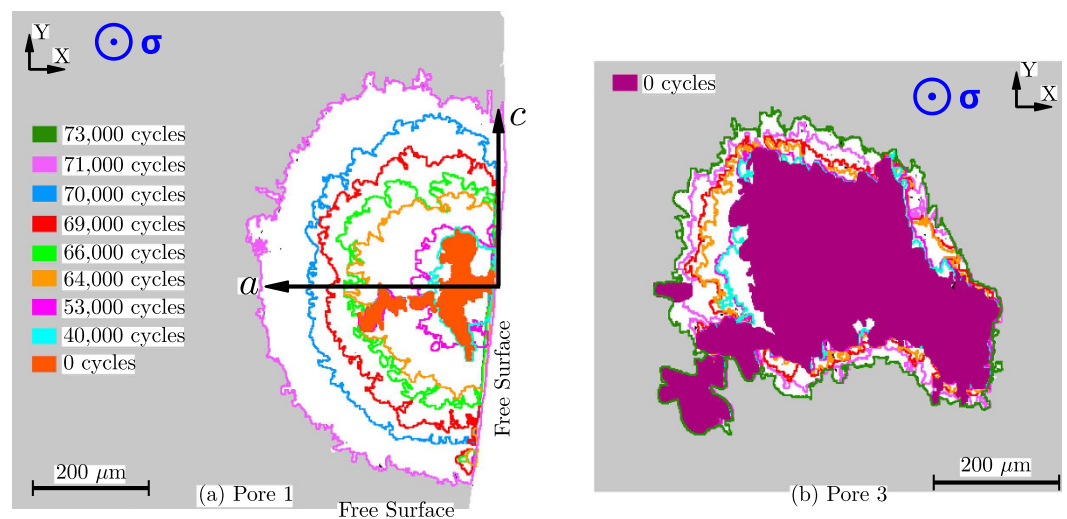 Y
X
σ
c
73,000 cycles
71,000 cycles
70,000 cycles
69,000 cycles
66,000 cycles
64,000 cycles
53,000 cycles
40,000 cycles
0 cycles
a
Free Surface
200 μm
(a) Pore 1
Free Surface
0 cycles
σ
Y
X
200 μm
(b) Pore 3